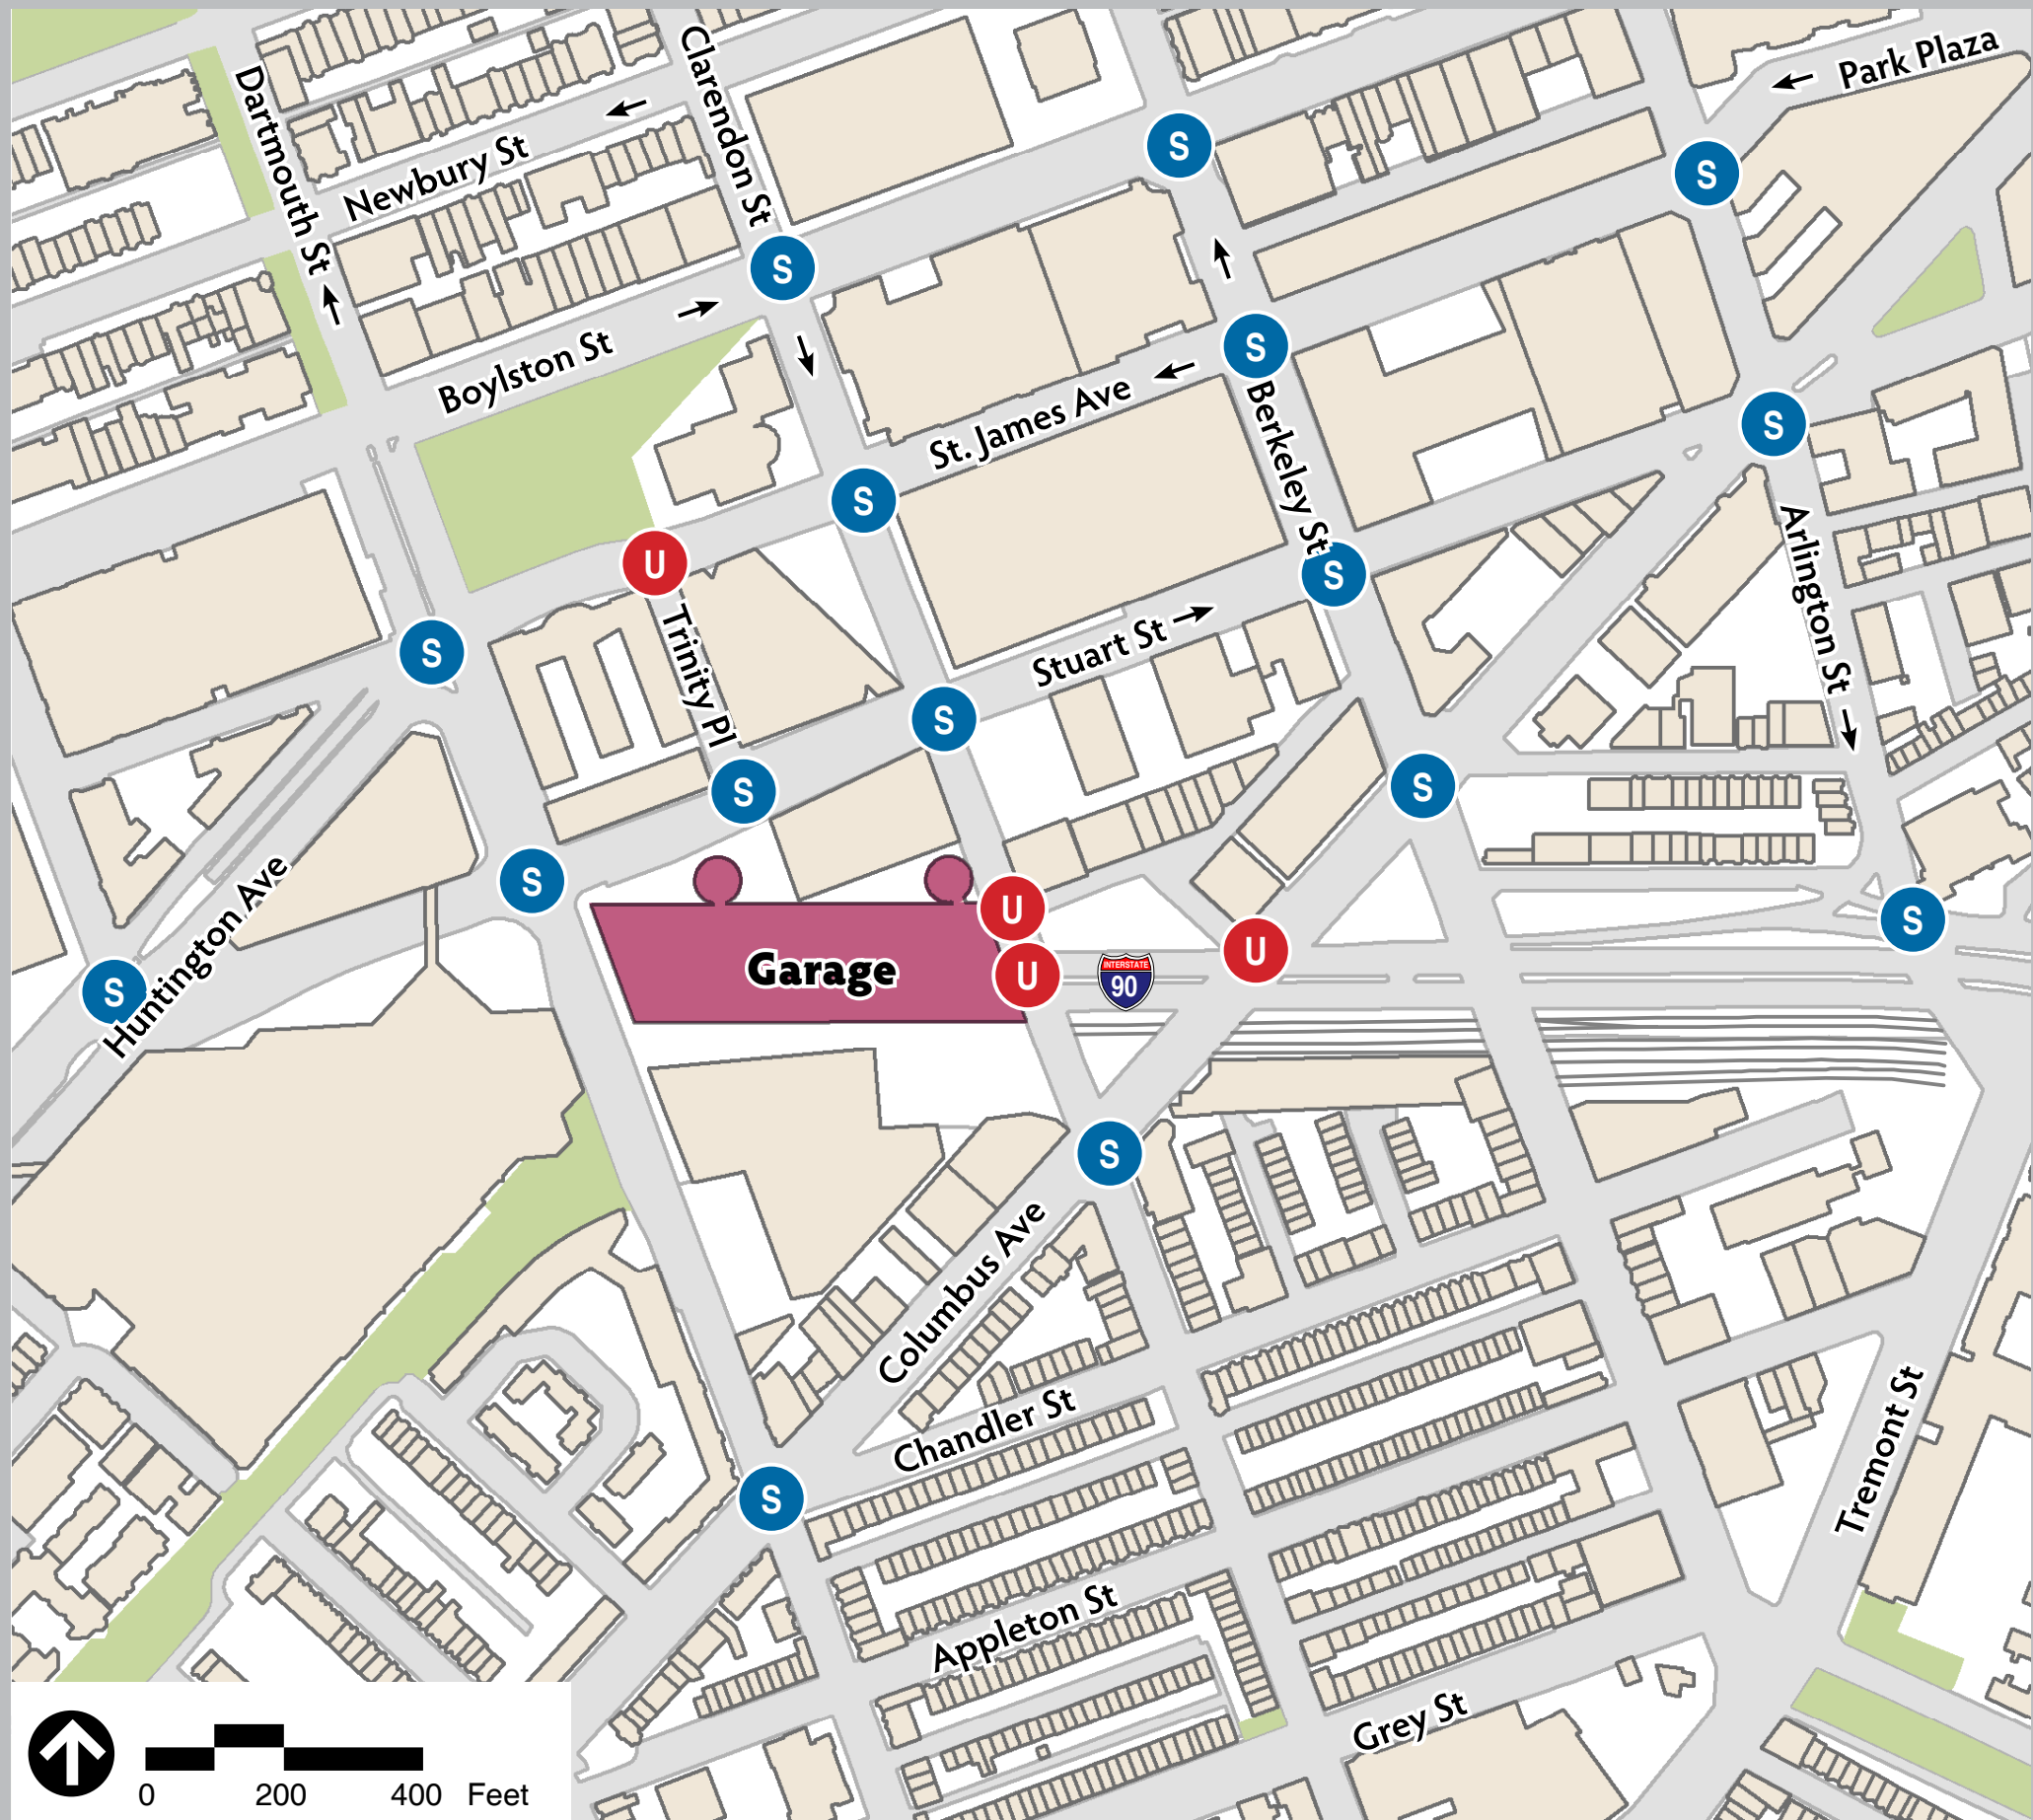 Park Plaza
Clarendon St
Dartmouth St
Newbury St
S
S
S
Boylston St
St. James Ave
S
Berkeley St
S
S
Arlington St
U
S
Trinity Pl
Stuart St
S
S
S
S
Huntington Ave
S
U
S
Garage
U
INTERSTATE
90
U
S
S
Columbus Ave
Chandler St
S
Tremont St
Appleton St
Grey St
0 200 400 Feet